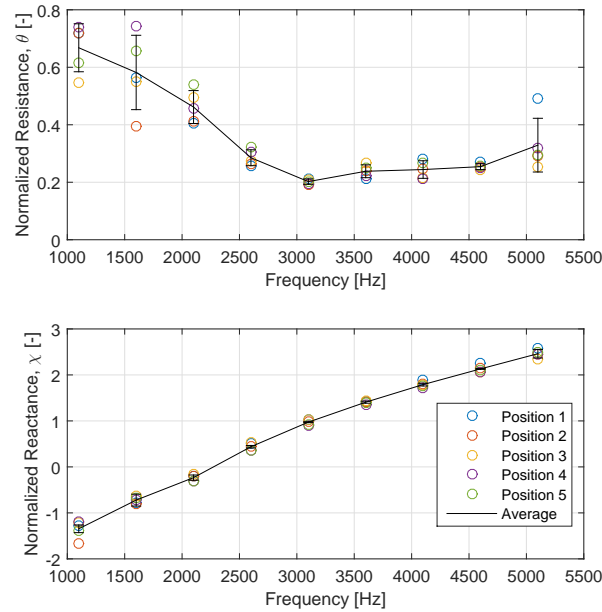 Normalized Resistance, θ [-]
0.8
0.6
0.4
0.2
0
1000 1500 2000 2500 3000 3500 4000 4500 5000 5500
Frequency [Hz]
Normalized Reactance, χ [-]
3
2
1
0
-1
-2
Position 1
Position 2
Position 3
Position 4
Position 5
Average
1000 1500 2000 2500 3000 3500 4000 4500 5000 5500
Frequency [Hz]